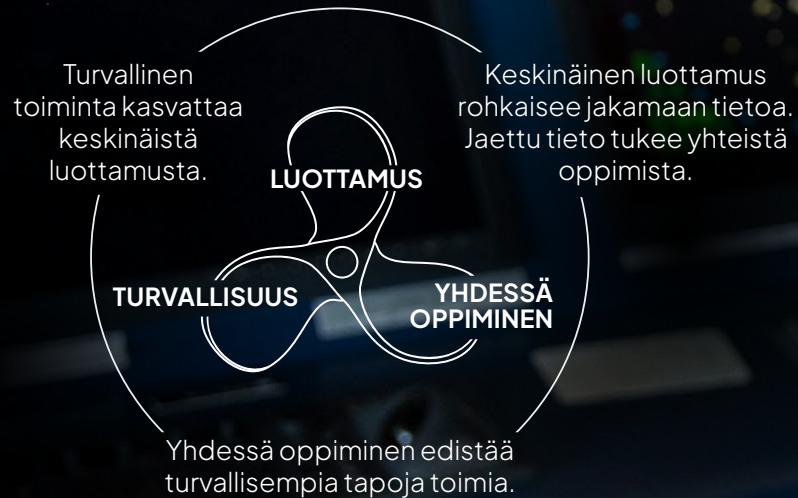 Turvallinen
toiminta kasvattaa
keskinäistä
luottamusta.
Keskinäinen luottamus
rohkaisee jakamaan tietoa.
Jaettu tieto tukee yhteistä
oppimista.
LUOTTAMUS
TURVALLISUUS
YHDESSÄ
OPPIMINEN
Yhdessä oppiminen edistää
turvallisempia tapoja toimia.